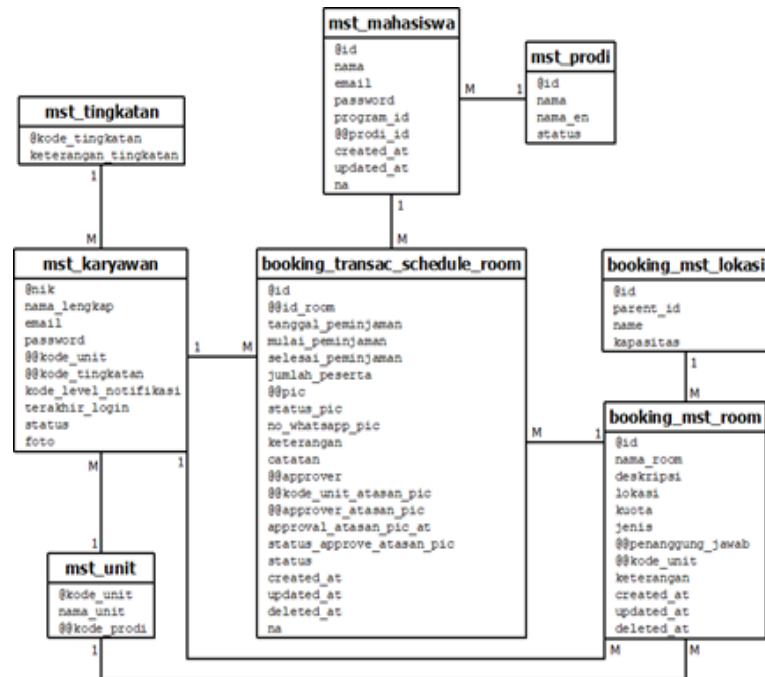 mst_mahasiswa
@id
nama
email
password
program_id
@@prodi_id
created_at
updated_at
na
M
1
mst_prodi
@id
nama
nama_en
status
mst_tingkatan
@kode_tingkatan
keterangan_tingkatan
1
M
1
M
mst_karyawan
@nik
nama_lengkap
email
password
@@kode_unit
@@kode_tingkatan
kode_level_notifikasi
terakhir_login
status
foto
1
M
booking_transac_schedule_room
@id
@@id_room
tanggal_peminjaman
mulai_peminjaman
selesai_peminjaman
jumlah_peserta
@@pic
status_pic
no_whatsapp_pic
keterangan
catatan
@@approver
@@kode_unit_atasan_pic
@@approver_atasan_pic
approval_atasan_pic_at
status_approve_atasan_pic
status
created_at
updated_at
deleted_at
na
M
1
booking_mst_lokasi
@id
parent_id
name
kapasitas
1
M
booking_mst_room
@id
nama_room
deskripsi
lokasi
kuota
jenis
@@penanggung_jawab
@@kode_unit
keterangan
created_at
updated_at
deleted_at
M
1
1
mst_unit
@kode_unit
nama_unit
@@kode_prodi
1
M
M